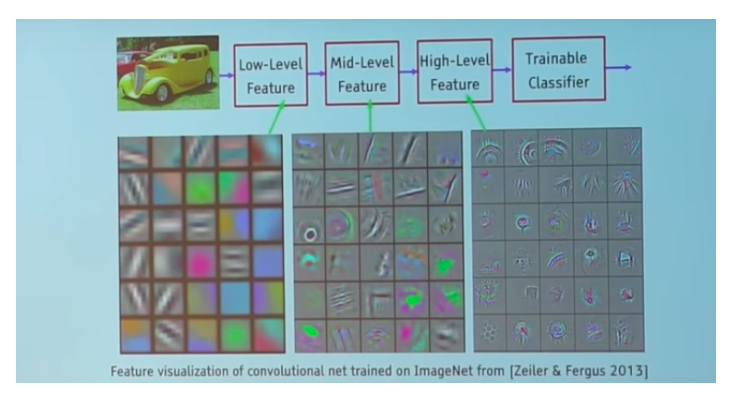 Low-Level
Feature
Mid-Level
Feature
High-Level
Feature
Trainable
Classifier
Feature visualization of convolutional net trained on ImageNet from [Zeiler & Fergus 2013]